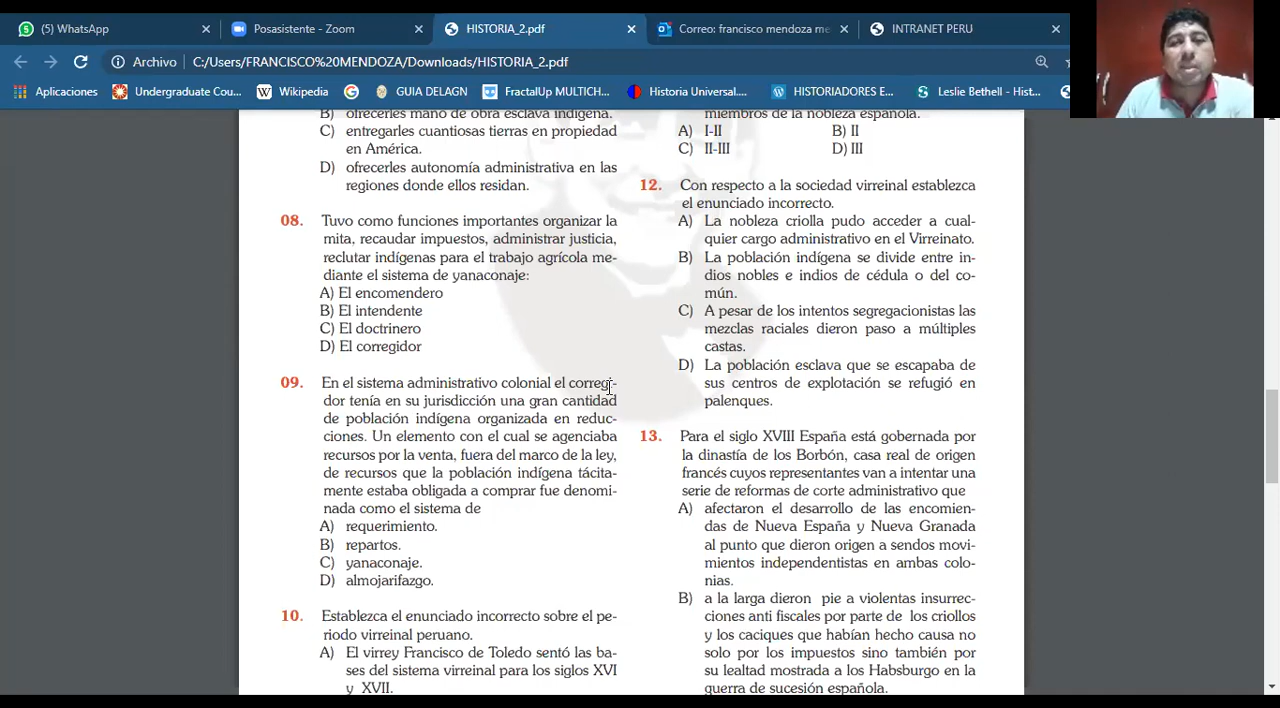 (5) WhatsApp
Posasistente - Zoom
HISTORIA_2.pdf
Correo: francisco mendoza me
INTRANET PERU
Archivo
C:/Users/FRANCISCO%20MENDOZA/Downloads/HISTORIA_2.pdf
Aplicaciones
Undergraduate Cou...
Wikipedia
GUIA DELAGN
FractalUp MULTICH...
Historia Universal....
HISTORIADORES E...
Leslie Bethell - Hist...
B) ofrecerles mano de obra esclava indígena.
C) entregarles cuantiosas tierras en propiedad
en América.
D) ofrecerles autonomía administrativa en las
regiones donde ellos residan.
08. Tuvo como funciones importantes organizar la
mita, recaudar impuestos, administrar justicia,
reclutar indígenas para el trabajo agrícola me-
diante el sistema de yanaconaje:
A) El encomendero
B) El intendente
C) El doctrinero
D) El corregidor
09. En el sistema administrativo colonial el corregi-
dor tenía en su jurisdicción una gran cantidad
de población indígena organizada en reduc-
ciones. Un elemento con el cual se agenciaba
recursos por la venta, fuera del marco de la ley,
de recursos que la población indígena tácita-
mente estaba obligada a comprar fue denomi-
nada como el sistema de
A) requerimiento.
B) repartos.
C) yanaconaje.
D) almojarifazgo.
10. Establezca el enunciado incorrecto sobre el pe-
riodo virreinal peruano.
A) El virrey Francisco de Toledo sentó las ba-
ses del sistema virreinal para los siglos XVI
y XVII.
miembros de la nobleza española.
A) I-II B) II
C) II-III D) III
12. Con respecto a la sociedad virreinal establezca
el enunciado incorrecto.
A) La nobleza criolla pudo acceder a cual-
quier cargo administrativo en el Virreinato.
B) La población indígena se divide entre in-
dios nobles e indios de cédula o del co-
mún.
C) A pesar de los intentos segregacionistas las
mezclas raciales dieron paso a múltiples
castas.
D) La población esclava que se escapaba de
sus centros de explotación se refugió en
palenques.
13. Para el siglo XVIII España está gobernada por
la dinastía de los Borbón, casa real de origen
francés cuyos representantes van a intentar una
serie de reformas de corte administrativo que
A) afectaron el desarrollo de las encomien-
das de Nueva España y Nueva Granada
al punto que dieron origen a sendos movi-
mientos independentistas en ambas colo-
nias.
B) a la larga dieron pie a violentas insurrec-
ciones anti fiscales por parte de los criollos
y los caciques que habían hecho causa no
solo por los impuestos sino también por
su lealtad mostrada a los Habsburgo en la
guerra de sucesión española.